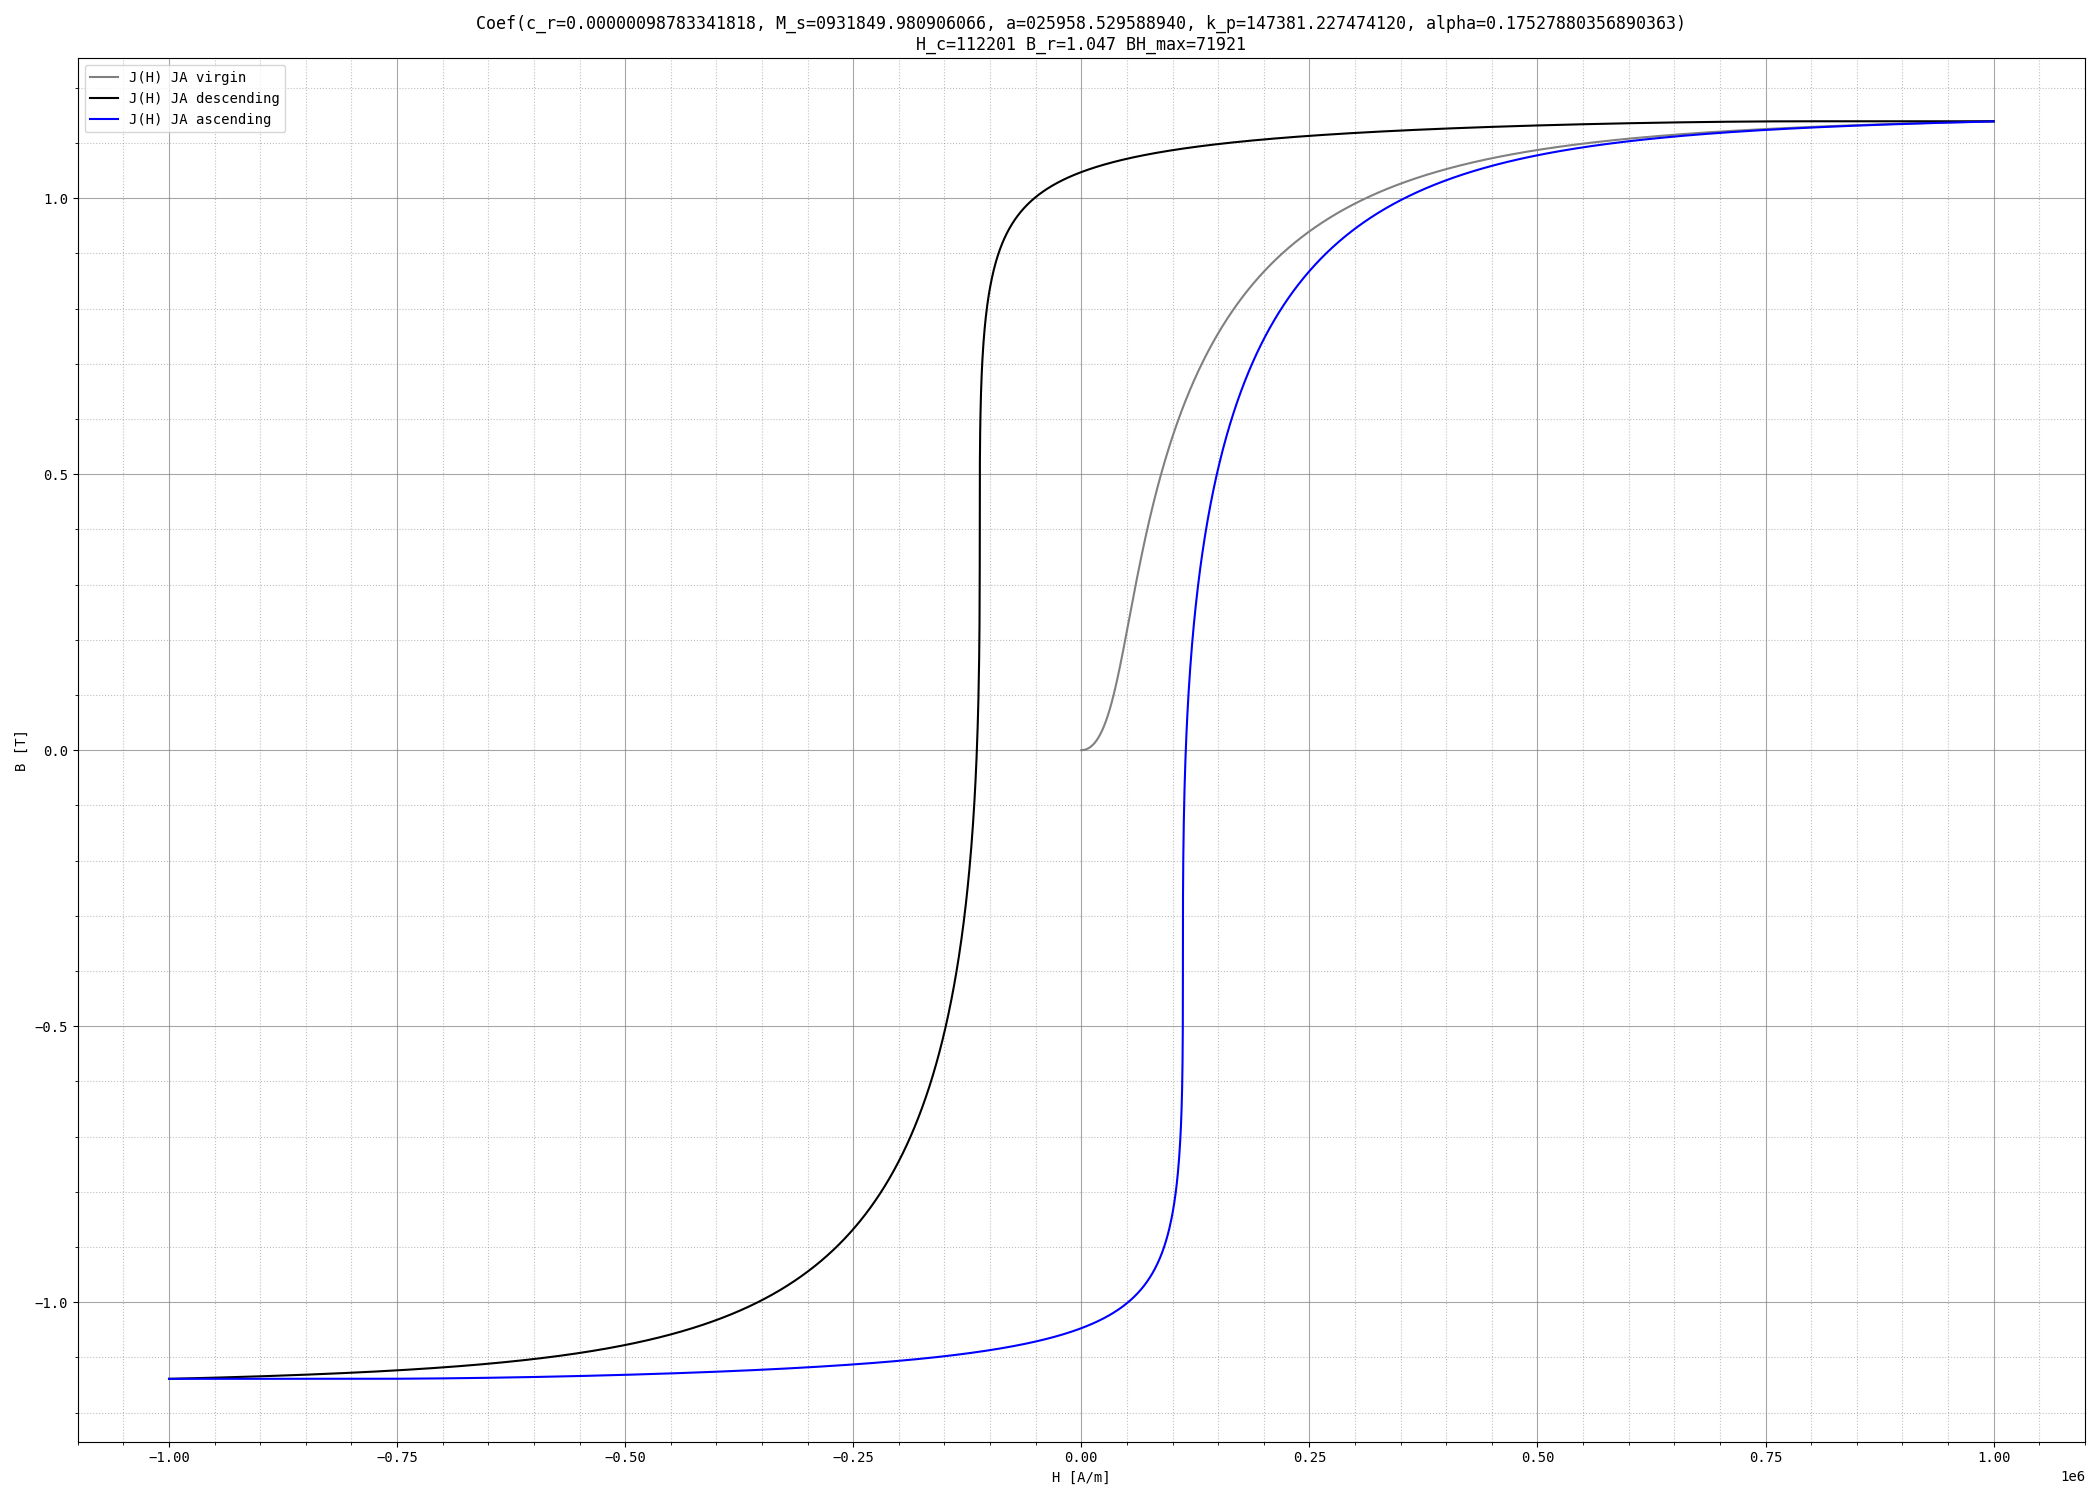 Coef(c_r=0.00000098783341818, M_s=0931849.980906066, a=025958.529588940, k_p=147381.227474120, alpha=0.17527880356890363)
H_c=112201 B_r=1.047 BH_max=71921
J(H) JA virgin
J(H) JA descending
J(H) JA ascending
1.0
0.5
0.0
−0.5
−1.0
B [T]
−1.00 −0.75 −0.50 −0.25 0.00 0.25 0.50 0.75 1.00
H [A/m]
1e6